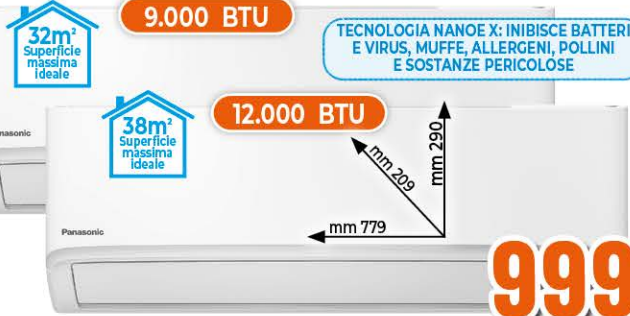 9.000 BTU
32m²
Superficie
massima
ideale
TECNOLOGIA NANOE X: INIBISCE BATTERI
E VIRUS, MUFFE, ALLERGENI, POLLINI
E SOSTANZE PERICOLOSE
12.000 BTU
38m²
Superficie
massima
ideale
mm 209
mm 290
mm 779
Panasonic
999